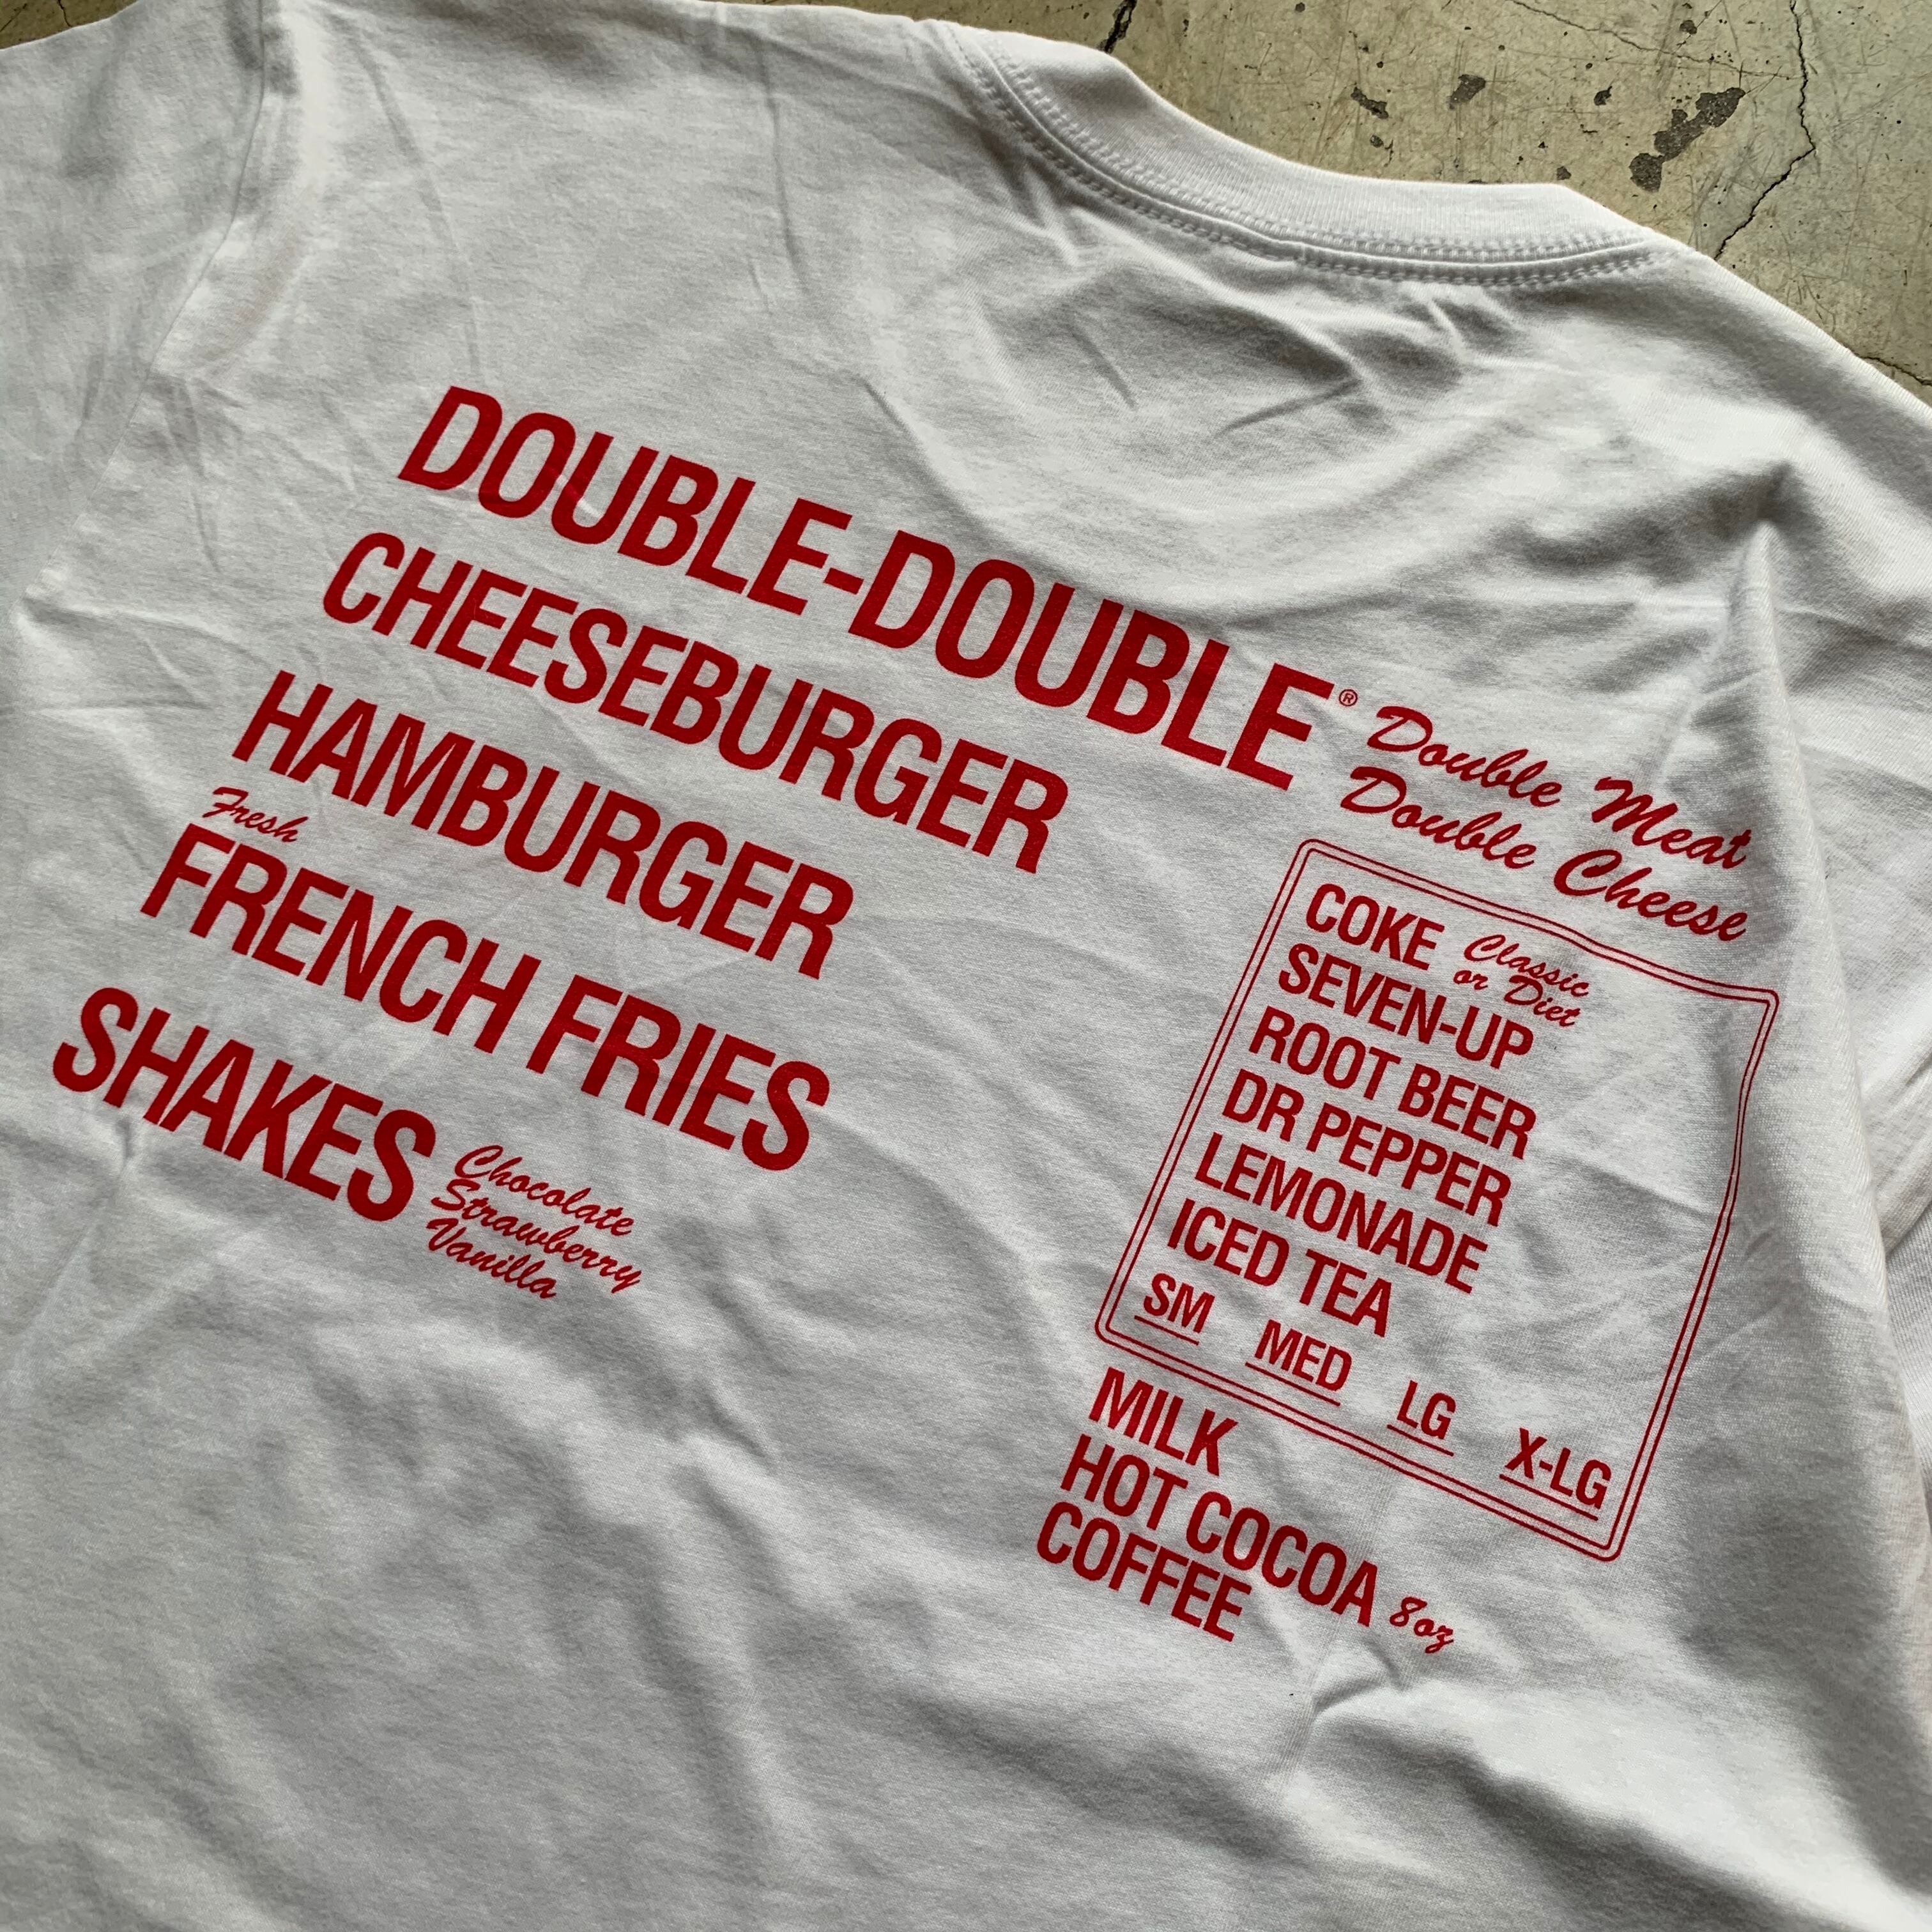 DOUBLE-DOUBLE® Double Meat
Double Cheese
CHEESEBURGER
HAMBURGER
Fresh
FRENCH FRIES
SHAKES Chocolate
Strawberry
Vanilla
COKE Classic
or Diet
SEVEN-UP
ROOT BEER
DR PEPPER
LEMONADE
ICED TEA
SM MED LG X-LG
MILK
HOT COCOA 8oz
COFFEE